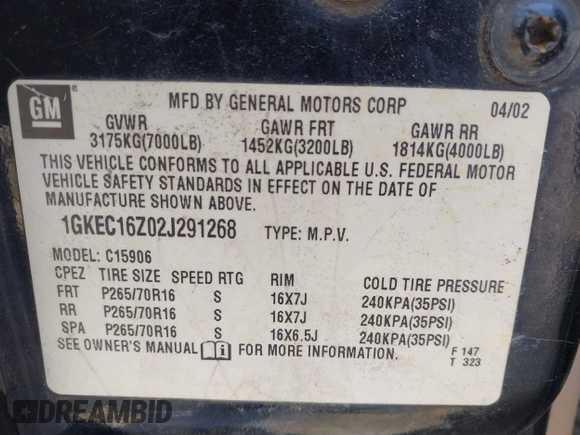 GM
MFD BY GENERAL MOTORS CORP 04/02
GVWR GAWR FRT GAWR RR
3175KG(7000LB) 1452KG(3200LB) 1814KG(4000LB)
THIS VEHICLE CONFORMS TO ALL APPLICABLE U.S. FEDERAL MOTOR
VEHICLE SAFETY STANDARDS IN EFFECT ON THE DATE OF
MANUFACTURE SHOWN ABOVE.
1GKEC16Z02J291268 TYPE: M.P.V.
MODEL: C15906
CPEZ TIRE SIZE SPEED RTG RIM COLD TIRE PRESSURE
FRT P265/70R16 S 16X7J 240KPA(35PSI)
RR P265/70R16 S 16X7J 240KPA(35PSI)
SPA P265/70R16 S 16X6.5J 240KPA(35PSI)
SEE OWNER'S MANUAL i FOR MORE INFORMATION.
F 147
T 323
DREAMBID